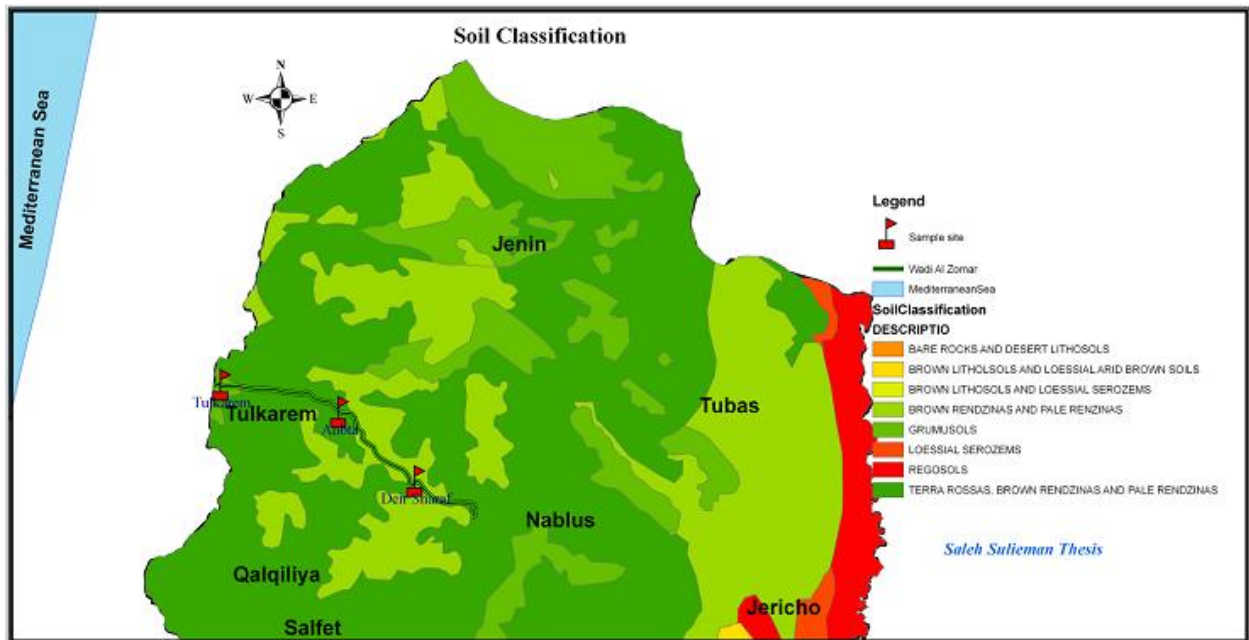 Soil Classification
N
W E
S
Mediterranean Sea
Jenin
Tulkarem
Tulkarem
Anbta
Deir Sharaf
Tubas
Nablus
Qalqiliya
Salfet
Jericho
Legend
Sample site
Wadi Al Zomar
MediterraneanSea
SoilClassification
DESCRIPTIO
BARE ROCKS AND DESERT LITHOSOLS
BROWN LITHOLSOLS AND LOESSIAL ARID BROWN SOILS
BROWN LITHOSOLS AND LOESSIAL SEROZEMS
BROWN RENDZINAS AND PALE RENZINAS
GRUMUSOLS
LOESSIAL SEROZEMS
REGOSOLS
TERRA ROSSAS, BROWN RENDZINAS AND PALE RENDZINAS
Saleh Sulieman Thesis